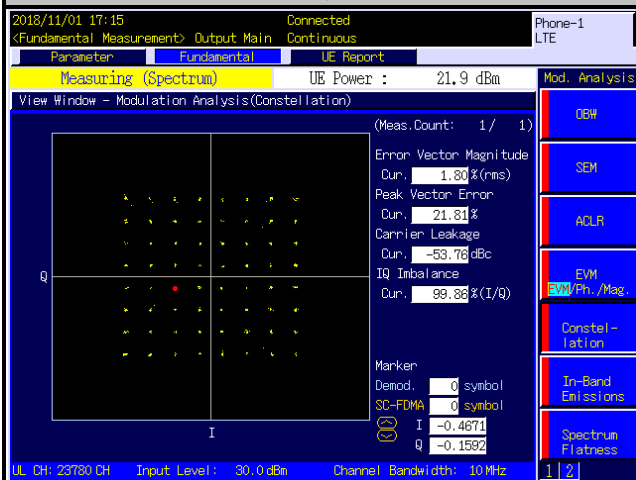 2018/11/01 17:15 Connected Phone-1
<Fundamental Measurement> Output Main Continuous LTE
Parameter Fundamental UE Report
Measuring (Spectrum) UE Power : 21.9 dBm Mod. Analysis
View Window - Modulation Analysis(Constellation)
(Meas.Count: 1/ 1)
OBW
Error Vector Magnitude
Cur. 1.80 %(rms)
SEM
Peak Vector Error
Cur. 21.81 %
ACLR
Carrier Leakage
Cur. -53.76 dBc
IQ Imbalance
Cur. 99.86 %(I/Q)
EVM
EVM/Ph./Mag.
Q
Constel-
lation
Marker
Demod. 0 symbol
SC-FDMA 0 symbol
In-Band
Emissions
I -0.4671
Q -0.1592
I
Spectrum
Flatness
UL CH: 23780 CH Input Level: 30.0 dBm Channel Bandwidth: 10 MHz 1 2